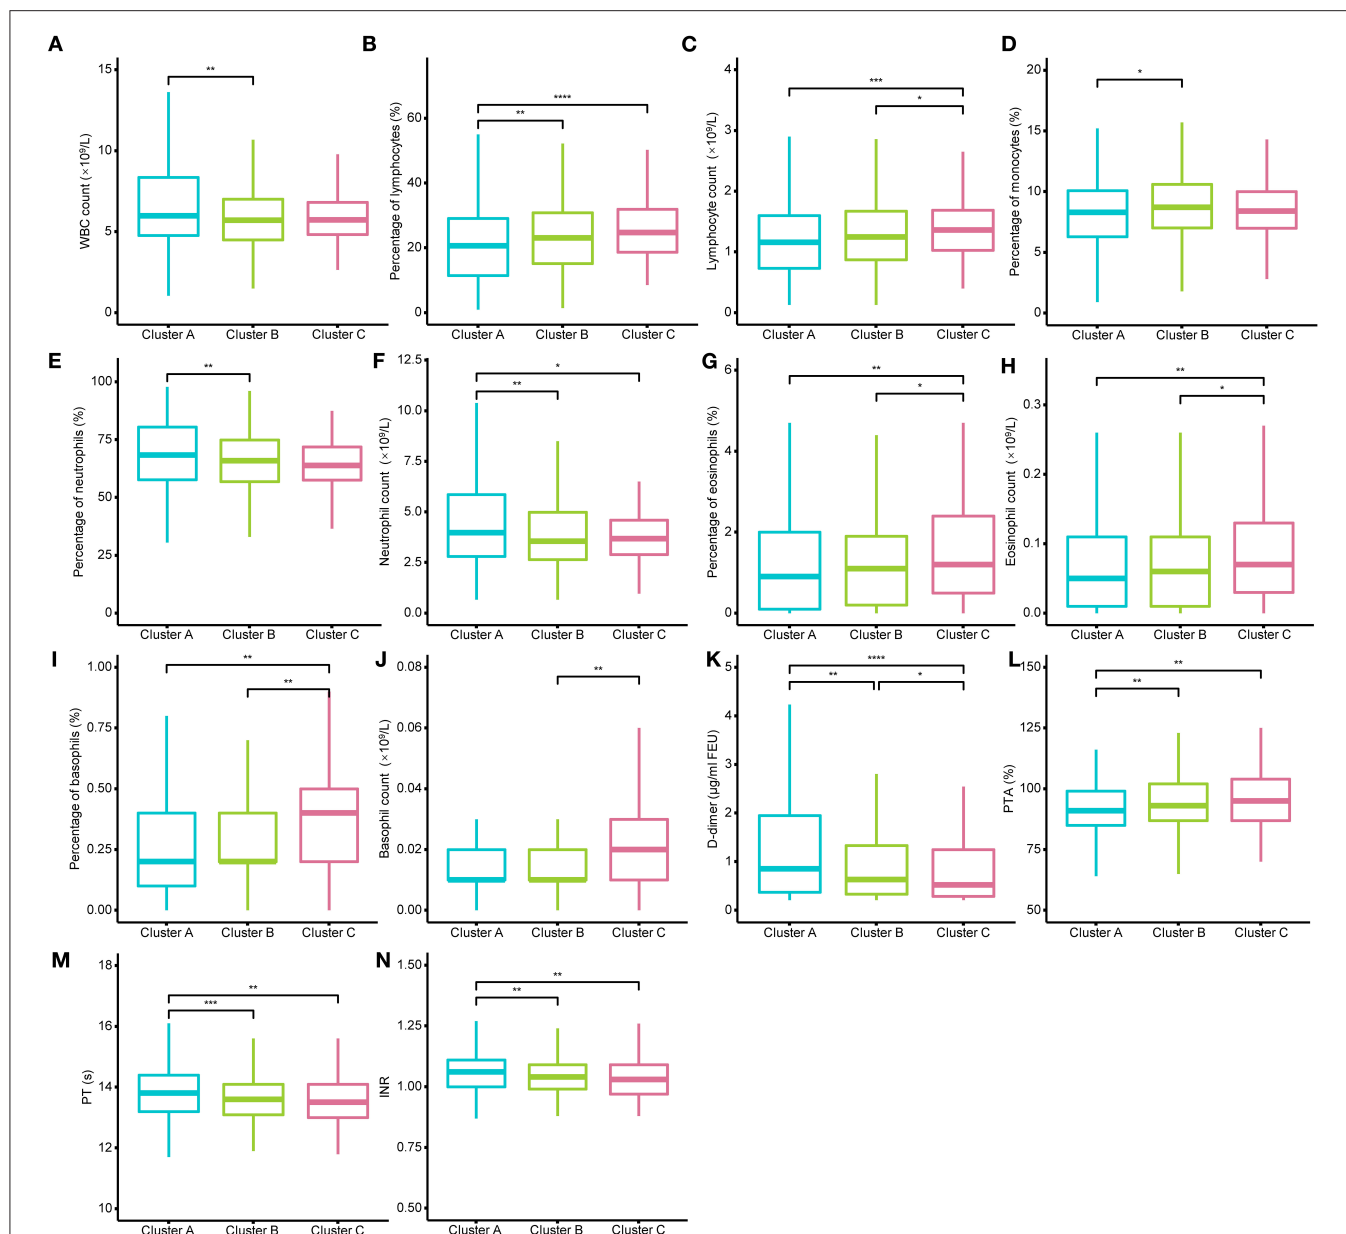 A
WBC count (×10⁹/L)
15
10
5
0
**
Cluster A Cluster B Cluster C
B
Percentage of lymphocytes (%)
60
40
20
0
****
**
Cluster A Cluster B Cluster C
C
Lymphocyte count (×10⁹/L)
4
3
2
1
0
***
*
Cluster A Cluster B Cluster C
D
Percentage of monocytes (%)
20
15
10
5
0
*
Cluster A Cluster B Cluster C
E
Percentage of neutrophils (%)
100
75
50
25
0
**
Cluster A Cluster B Cluster C
F
Neutrophil count (×10⁹/L)
12.5
10.0
7.5
5.0
2.5
0.0
*
**
Cluster A Cluster B Cluster C
G
Percentage of eosinophils (%)
6
4
2
0
**
*
Cluster A Cluster B Cluster C
H
Eosinophil count (×10⁹/L)
0.3
0.2
0.1
0.0
**
*
Cluster A Cluster B Cluster C
I
Percentage of basophils (%)
1.00
0.75
0.50
0.25
0.00
**
**
Cluster A Cluster B Cluster C
J
Basophil count (×10⁹/L)
0.08
0.06
0.04
0.02
0.00
**
Cluster A Cluster B Cluster C
K
D-dimer (μg/ml FEU)
5
4
3
2
1
0
****
**
*
Cluster A Cluster B Cluster C
L
PTA (%)
150
125
100
75
50
**
**
Cluster A Cluster B Cluster C
M
PT (s)
18
16
14
12
10
**
***
Cluster A Cluster B Cluster C
N
INR
1.50
1.25
1.00
0.75
0.50
**
**
Cluster A Cluster B Cluster C